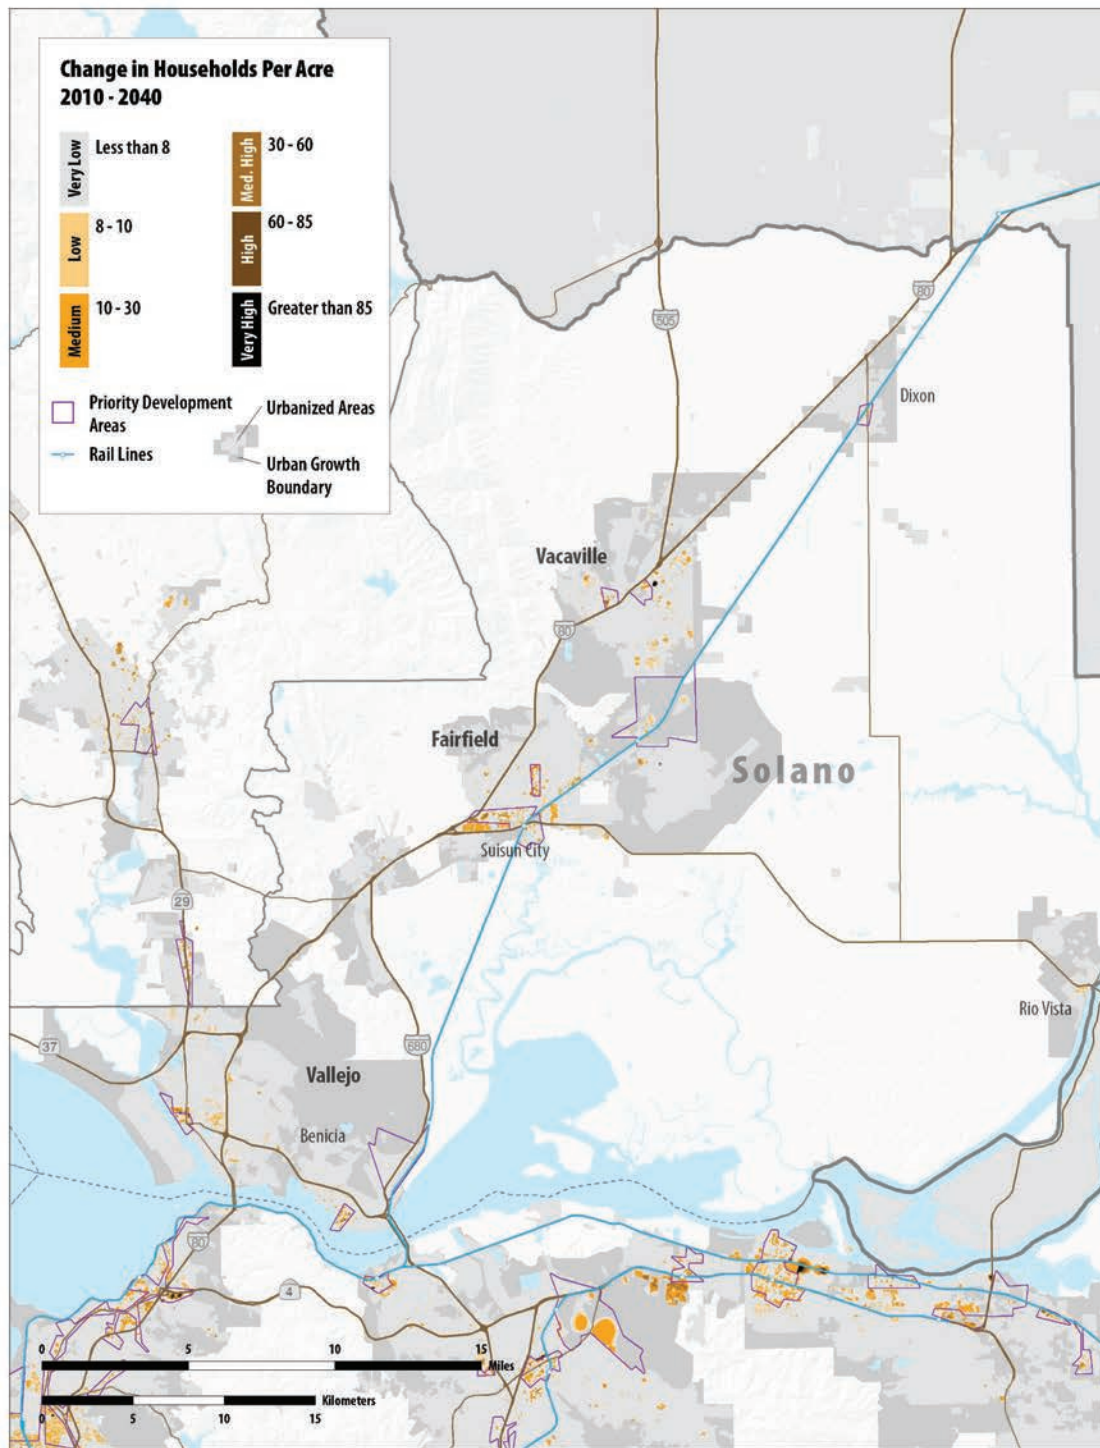 Change in Households Per Acre
2010 - 2040
Very Low
Less than 8
Med. High
30 - 60
Low
8 - 10
High
60 - 85
Medium
10 - 30
Very High
Greater than 85
Priority Development
Areas
Urbanized Areas
Rail Lines
Urban Growth
Boundary
80
505
Dixon
Vacaville
80
Fairfield
Solano
Suisun City
29
Rio Vista
37
680
Vallejo
Benicia
80
4
0 5 10 15
Miles
Kilometers
0 5 10 15